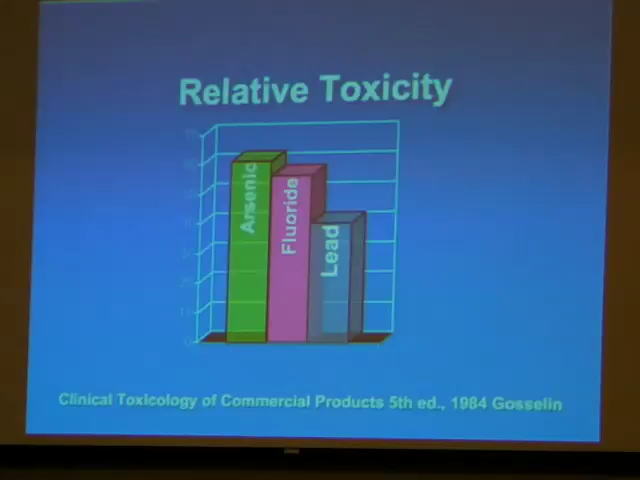 Relative Toxicity
Arsenic
Fluoride
Lead
Clinical Toxicology of Commercial Products 5th ed., 1984 Gosselin